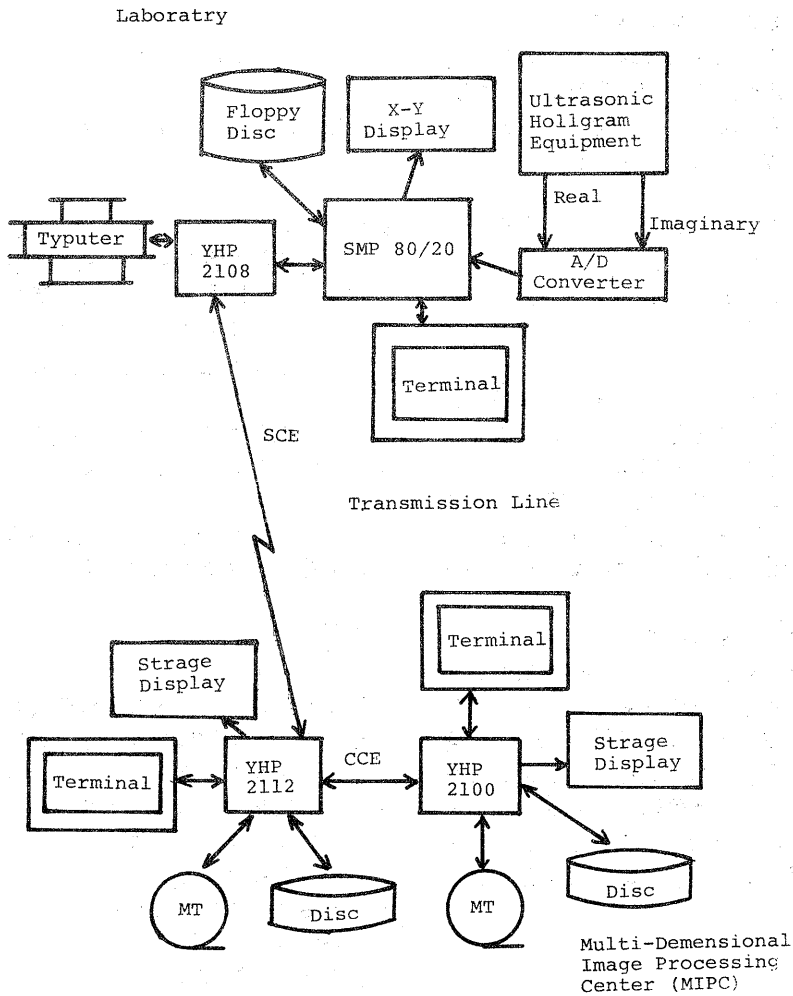 Laboratry
Floppy
Disc
X-Y
Display
Ultrasonic
Hollgram
Equipment
Real
Imaginary
Typuter
YHP
2108
SMP 80/20
A/D
Converter
Terminal
SCE
Transmission Line
Terminal
Strage
Display
Terminal
YHP
2112
CCE
YHP
2100
Strage
Display
MT
Disc
MT
Disc
Multi-Demensional
Image Processing
Center (MIPC)